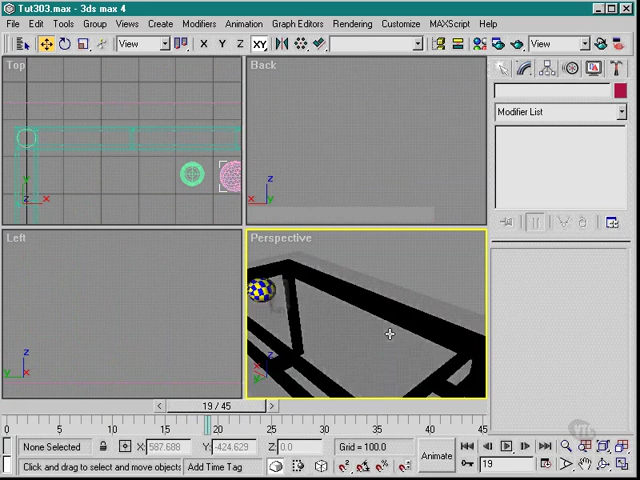 Tut303.max - 3ds max 4
File Edit Tools Group Views Create Modifiers Animation Graph Editors Rendering Customize MAXScript Help
View X Y Z XY View
Top
Back
Modifier List
y
z x
z
x y
Left
Perspective
z
y x
z
x
y
19 / 45
0 5 10 15 20 25 30 35 40 45
VTC
None Selected X: 587.688 Y: -424.629 Z: 0.0 Grid = 100.0
Animate
Click and drag to select and move objects Add Time Tag
19